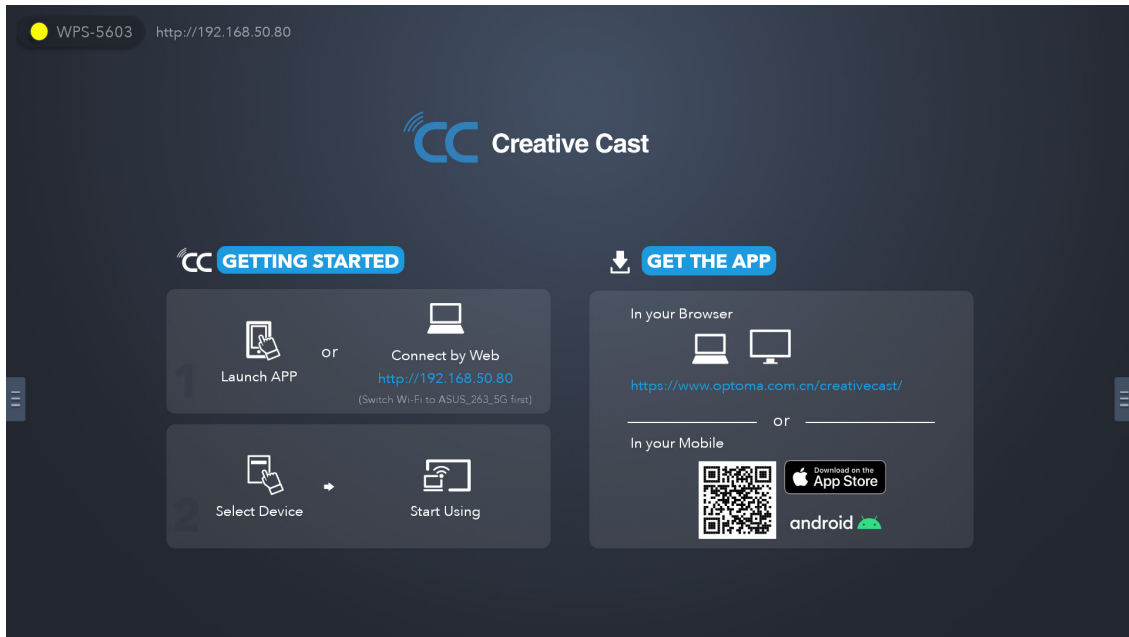 WPS-5603 http://192.168.50.80
CC Creative Cast
CC GETTING STARTED
1
Launch APP
or
Connect by Web
http://192.168.50.80
(Switch Wi-Fi to ASUS_263_5G first)
2
Select Device
Start Using
GET THE APP
In your Browser
https://www.optoma.com.cn/creativecast/
or
In your Mobile
Download on the
App Store
android